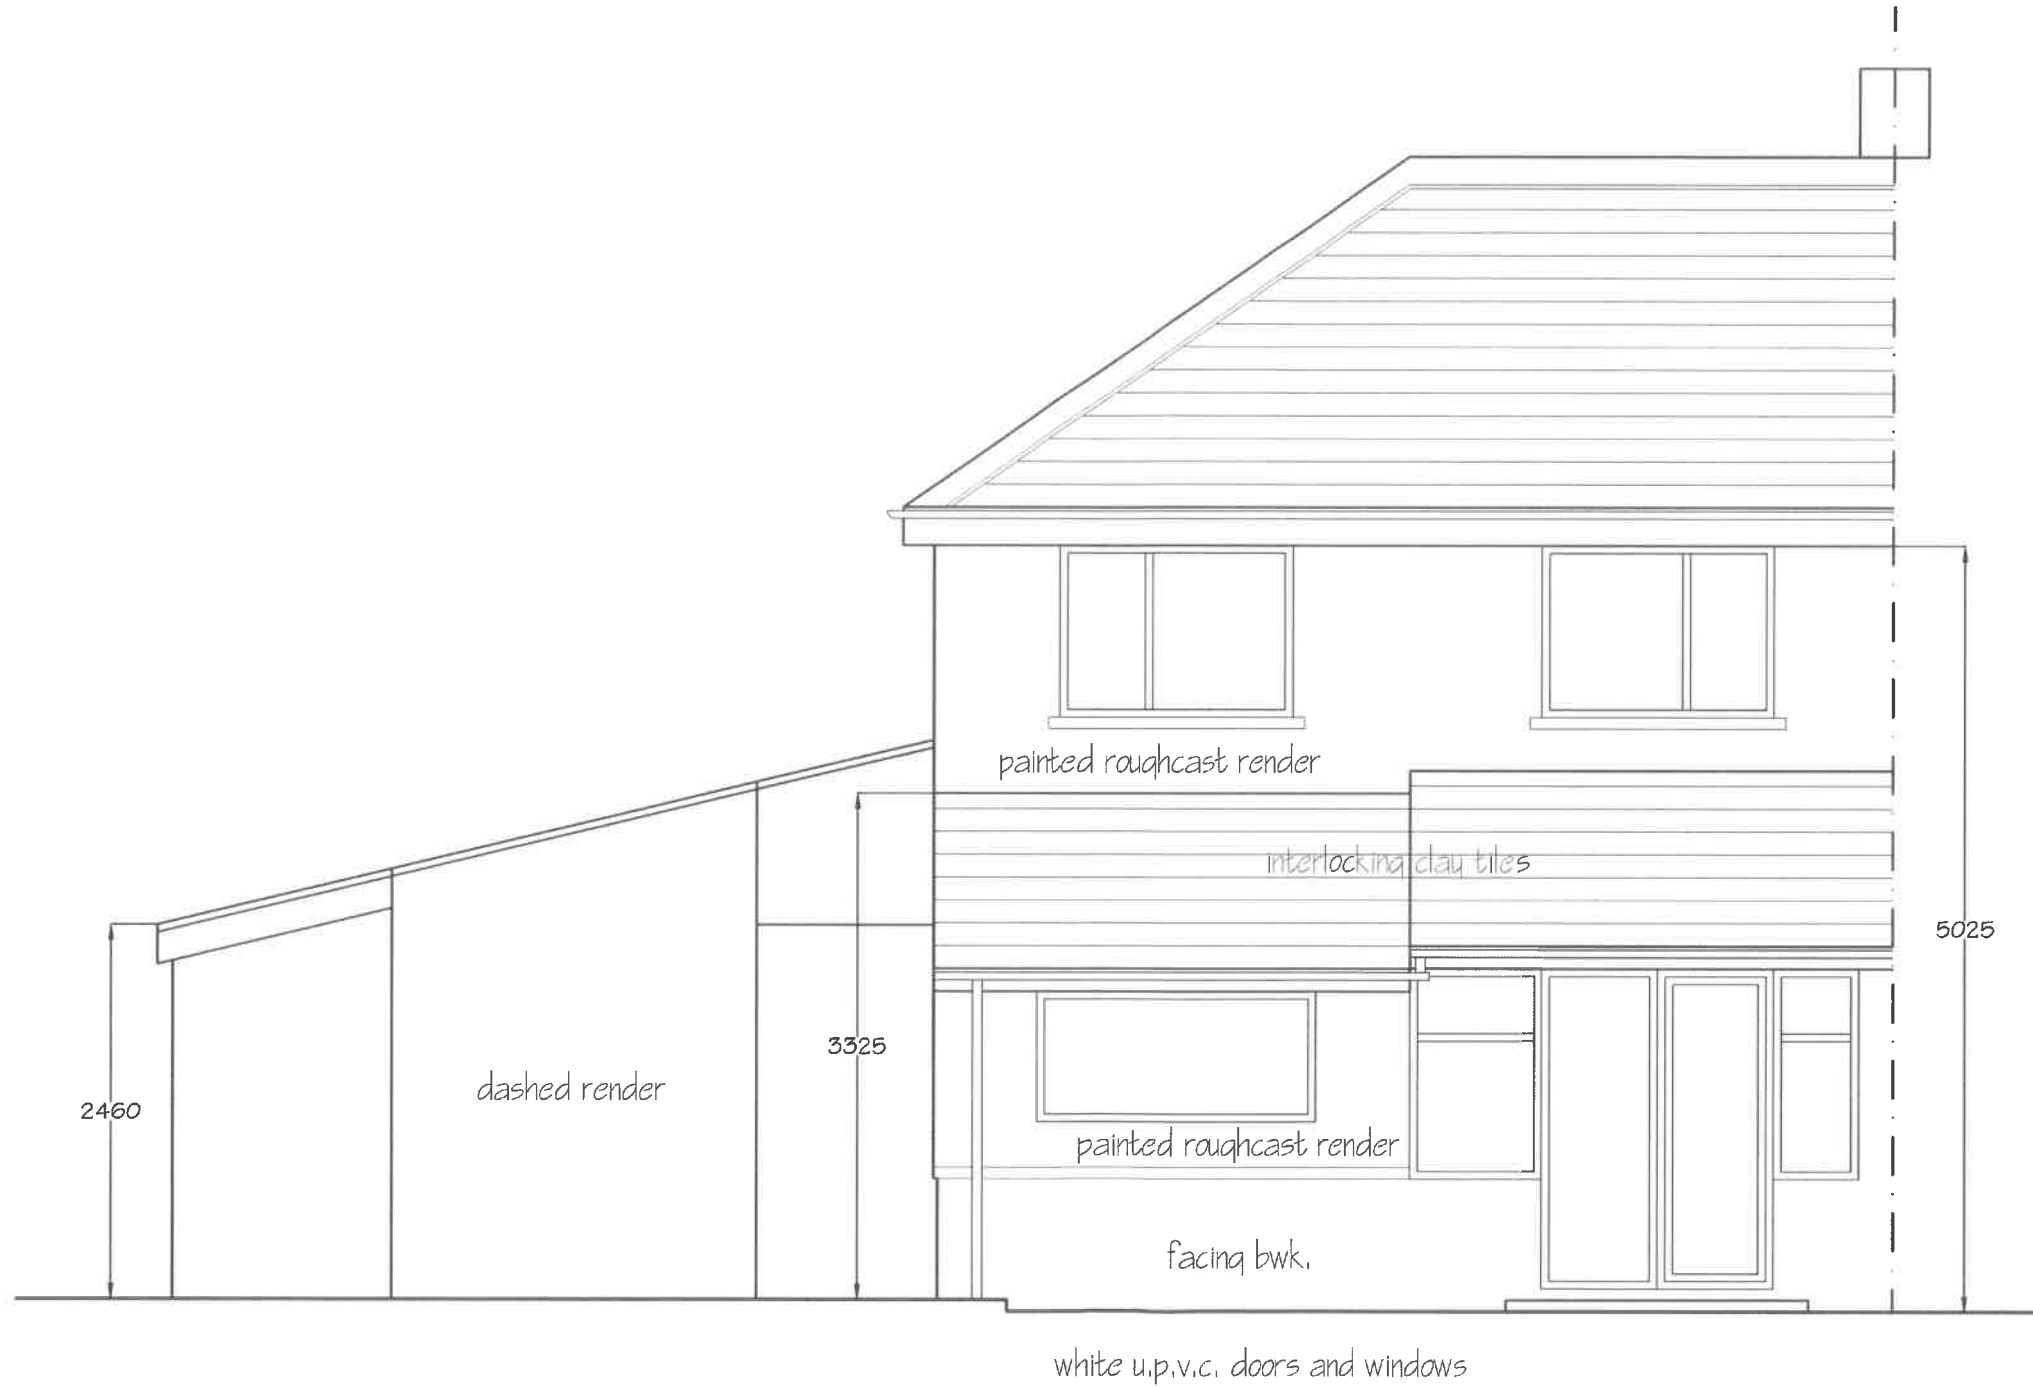 painted roughcast render
interlocking clay tiles
5025
3325
dashed render
2460
painted roughcast render
facing bwk.
white u.p.v.c. doors and windows